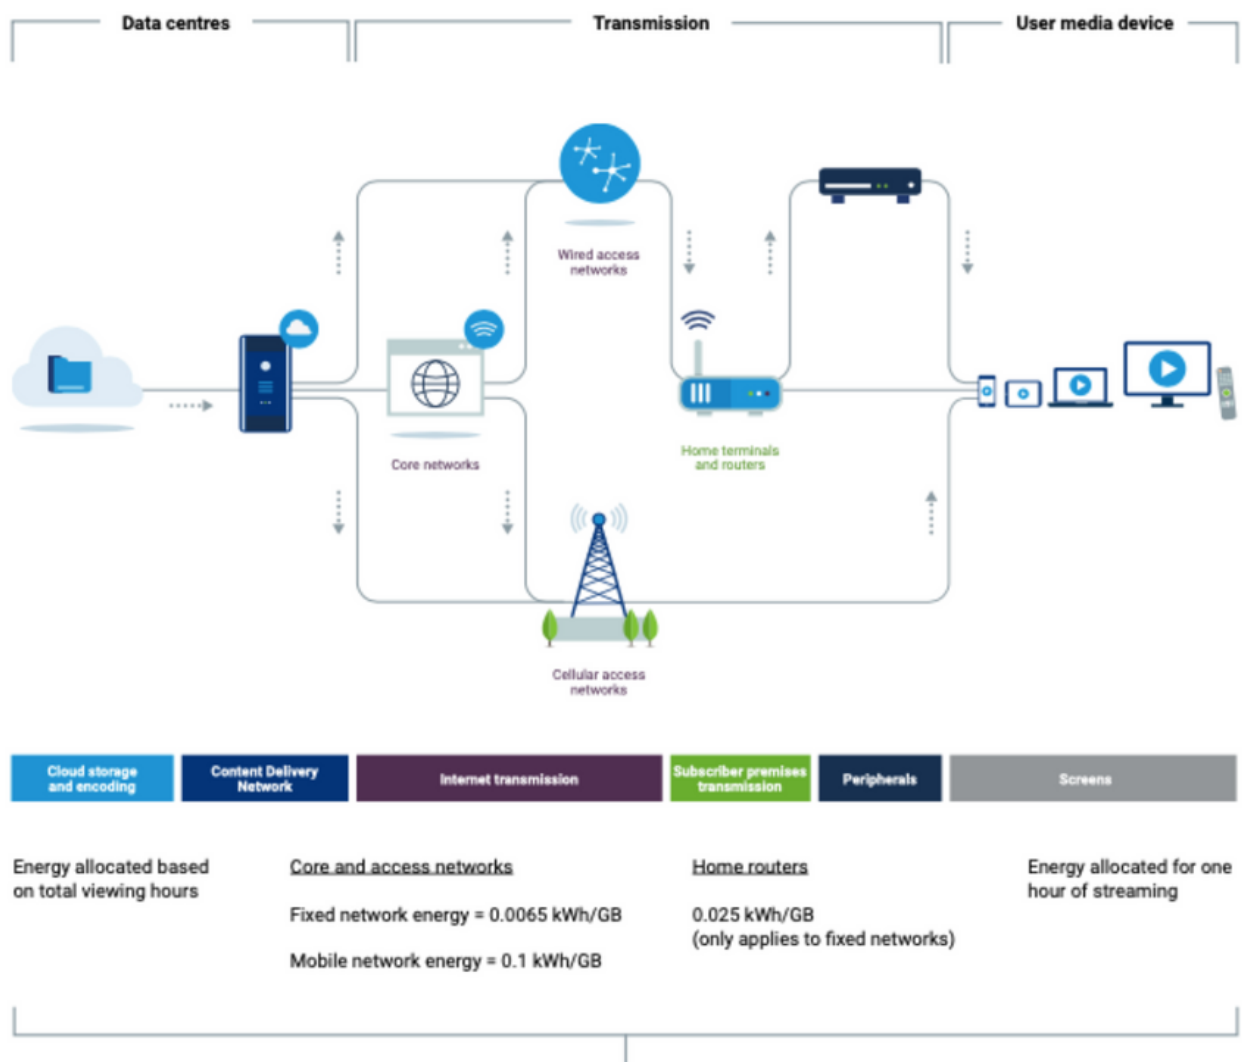 Data centres
Transmission
User media device
Wired access
networks
Core networks
Home terminals
and routers
Cellular access
networks
Cloud storage
and encoding
Content Delivery
Network
Internet transmission
Subscriber premises
transmission
Peripherals
Screens
Energy allocated based
on total viewing hours
Core and access networks
Fixed network energy = 0.0065 kWh/GB
Mobile network energy = 0.1 kWh/GB
Home routers
0.025 kWh/GB
(only applies to fixed networks)
Energy allocated for one
hour of streaming